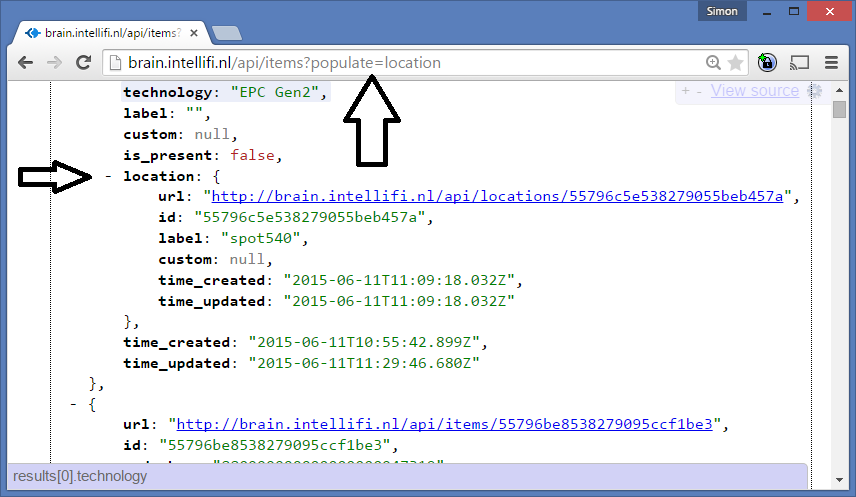 Simon
brain.intellifi.nl/api/items?
brain.intellifi.nl/api/items?populate=location
technology: "EPC Gen2",
+ - View source
label: "",
custom: null,
is_present: false,
- location: {
url: "http://brain.intellifi.nl/api/locations/55796c5e538279055beb457a",
id: "55796c5e538279055beb457a",
label: "spot540",
custom: null,
time_created: "2015-06-11T11:09:18.032Z",
time_updated: "2015-06-11T11:09:18.032Z"
},
time_created: "2015-06-11T10:55:42.899Z",
time_updated: "2015-06-11T11:29:46.680Z"
},
- {
url: "http://brain.intellifi.nl/api/items/55796be8538279095ccf1be3",
id: "55796be8538279095ccf1be3",
results[0].technology